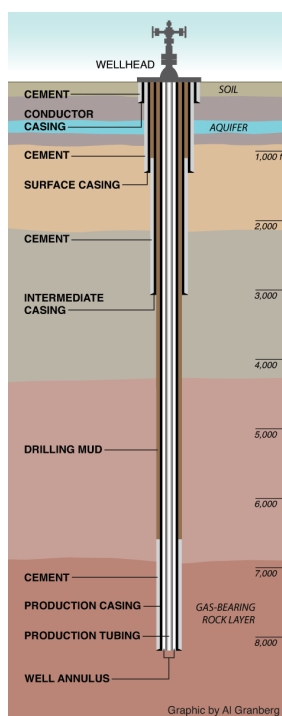 WELLHEAD
CEMENT
SOIL
CONDUCTOR
CASING
AQUIFER
CEMENT
1,000 f
SURFACE CASING
2,000
CEMENT
INTERMEDIATE
CASING
3,000
4,000
5,000
DRILLING MUD
6,000
7,000
CEMENT
PRODUCTION CASING
GAS-BEARING
ROCK LAYER
PRODUCTION TUBING
8,000
WELL ANNULUS
Graphic by Al Granberg